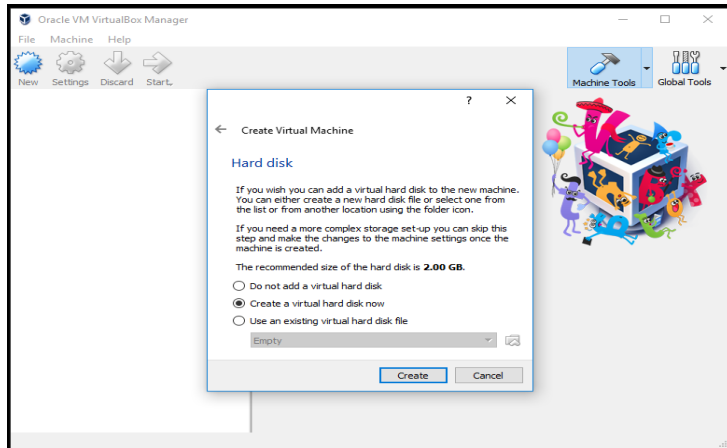 Oracle VM VirtualBox Manager
File Machine Help
New Settings Discard Start
Machine Tools Global Tools
?
Create Virtual Machine
Hard disk
If you wish you can add a virtual hard disk to the new machine.
You can either create a new hard disk file or select one from
the list or from another location using the folder icon.
If you need a more complex storage set-up you can skip this
step and make the changes to the machine settings once the
machine is created.
The recommended size of the hard disk is 2.00 GB.
Do not add a virtual hard disk
Create a virtual hard disk now
Use an existing virtual hard disk file
Empty
Create Cancel